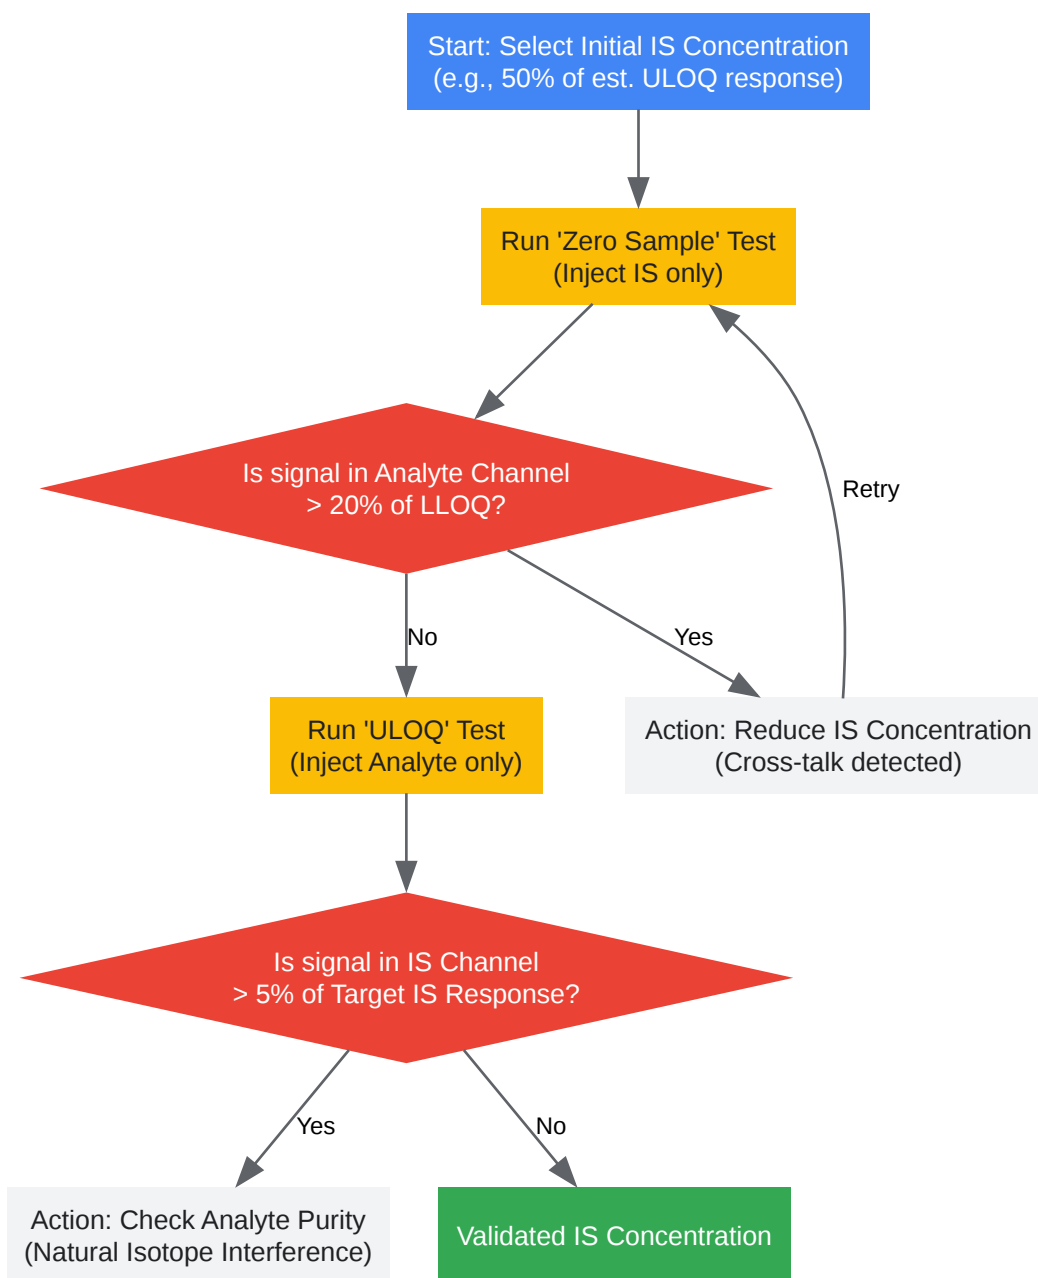 Start: Select Initial IS Concentration
(e.g., 50% of est. ULOQ response)
Run 'Zero Sample' Test
(Inject IS only)
Is signal in Analyte Channel
> 20% of LLOQ?
Retry
No
Yes
Run 'ULOQ' Test
(Inject Analyte only)
Action: Reduce IS Concentration
(Cross-talk detected)
Is signal in IS Channel
> 5% of Target IS Response?
Yes
No
Action: Check Analyte Purity
(Natural Isotope Interference)
Validated IS Concentration